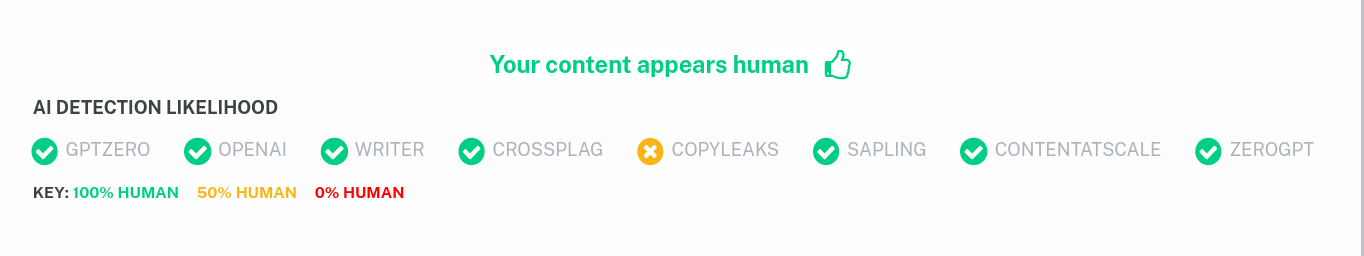 Your content appears human
AI DETECTION LIKELIHOOD
GPTZERO OPENAI WRITER CROSSPLAG COPYLEAKS SAPLING CONTENTATSCALE ZEROGPT
KEY: 100% HUMAN 50% HUMAN 0% HUMAN